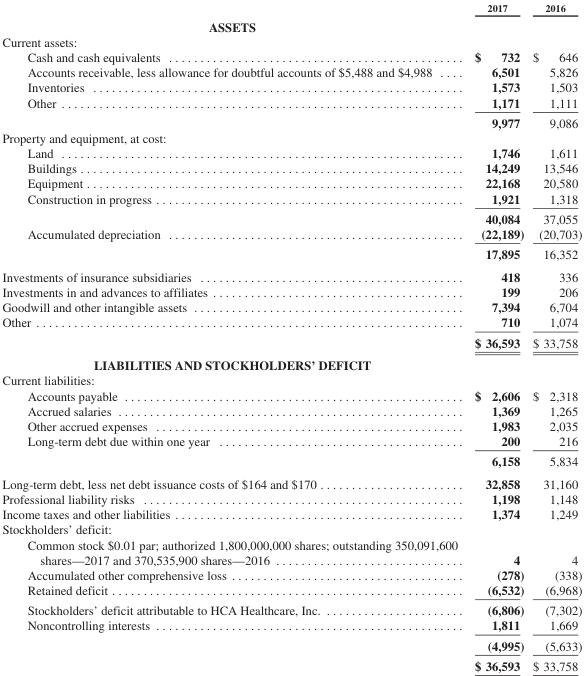 2017 2016
ASSETS
Current assets:
Cash and cash equivalents ........ $ 732 $ 646
Accounts receivable, less allowance for doubtful accounts of $5,488 and $4,988 .... 6,501 5,826
Inventories ........ 1,573 1,503
Other ........ 1,171 1,111
9,977 9,086
Property and equipment, at cost:
Land ........ 1,746 1,611
Buildings ........ 14,249 13,546
Equipment ........ 22,168 20,580
Construction in progress ........ 1,921 1,318
40,084 37,055
Accumulated depreciation ........ (22,189) (20,703)
17,895 16,352
Investments of insurance subsidiaries ........ 418 336
Investments in and advances to affiliates ........ 199 206
Goodwill and other intangible assets ........ 7,394 6,704
Other ........ 710 1,074
$ 36,593 $ 33,758
LIABILITIES AND STOCKHOLDERS' DEFICIT
Current liabilities:
Accounts payable ........ $ 2,606 $ 2,318
Accrued salaries ........ 1,369 1,265
Other accrued expenses ........ 1,983 2,035
Long-term debt due within one year ........ 200 216
6,158 5,834
Long-term debt, less net debt issuance costs of $164 and $170 ........ 32,858 31,160
Professional liability risks ........ 1,198 1,148
Income taxes and other liabilities ........ 1,374 1,249
Stockholders' deficit:
Common stock $0.01 par; authorized 1,800,000,000 shares; outstanding 350,091,600
shares—2017 and 370,535,900 shares—2016 ........ 4 4
Accumulated other comprehensive loss ........ (278) (338)
Retained deficit ........ (6,532) (6,968)
Stockholders' deficit attributable to HCA Healthcare, Inc. ........ (6,806) (7,302)
Noncontrolling interests ........ 1,811 1,669
(4,995) (5,633)
$ 36,593 $ 33,758